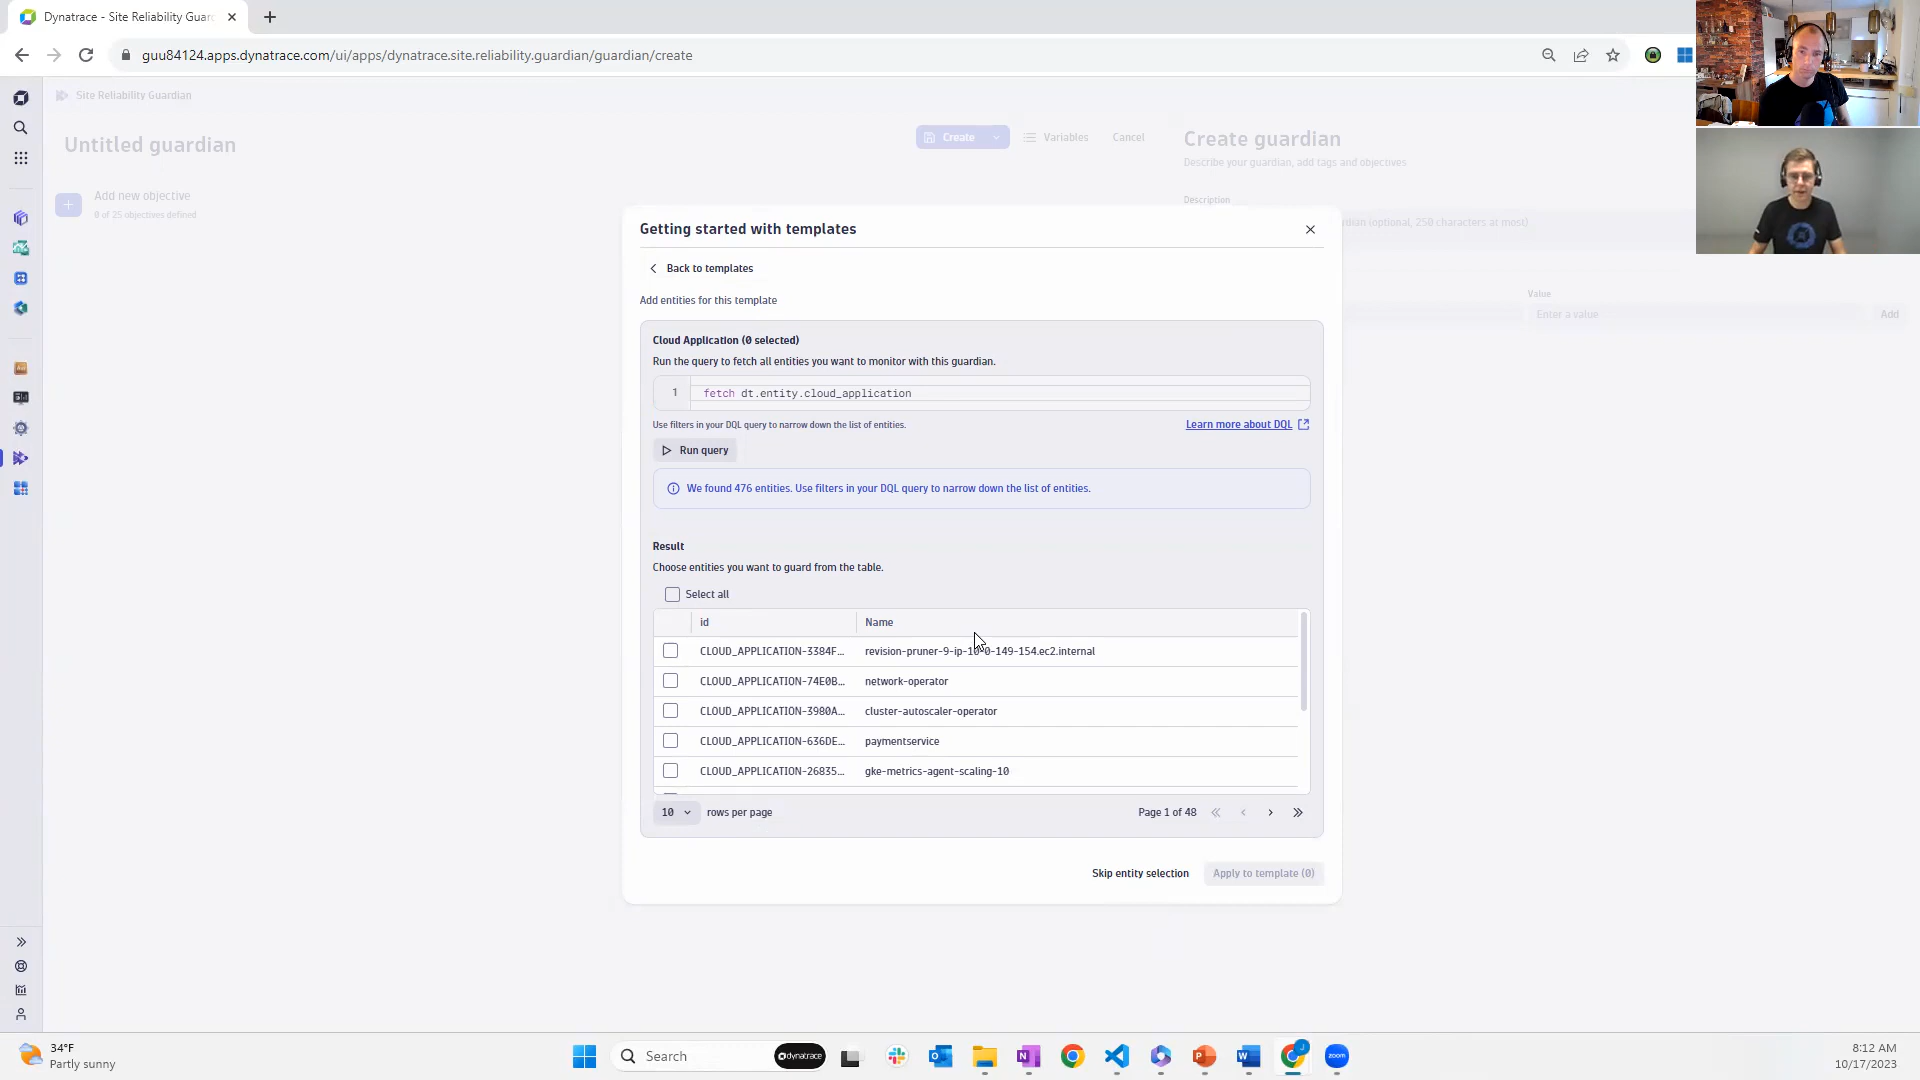 Dynatrace - Site Reliability Guar
guu84124.apps.dynatrace.com/ui/apps/dynatrace.site.reliability.guardian/guardian/create
Site Reliability Guardian
Untitled guardian
Create
Variables
Cancel
Create guardian
Describe your guardian, add tags and objectives
Add new objective
0 of 25 objectives defined
Description
rdian (optional, 250 characters at most)
Value
Enter a value
Add
Getting started with templates
Back to templates
Add entities for this template
Cloud Application (0 selected)
Run the query to fetch all entities you want to monitor with this guardian.
1 fetch dt.entity.cloud_application
Use filters in your DQL query to narrow down the list of entities.
Learn more about DQL
Run query
We found 476 entities. Use filters in your DQL query to narrow down the list of entities.
Result
Choose entities you want to guard from the table.
Select all
id Name
CLOUD_APPLICATION-3384F... revision-pruner-9-ip-10-0-149-154.ec2.internal
CLOUD_APPLICATION-74E0B... network-operator
CLOUD_APPLICATION-3980A... cluster-autoscaler-operator
CLOUD_APPLICATION-636DE... paymentservice
CLOUD_APPLICATION-26835... gke-metrics-agent-scaling-10
10 rows per page
Page 1 of 48
Skip entity selection
Apply to template (0)
34°F
Partly sunny
Search
dynatrace
zoom
8:12 AM
10/17/2023